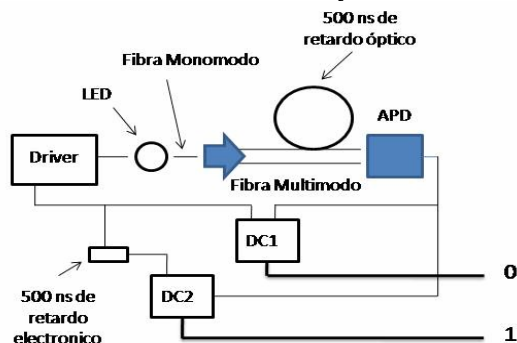 500 ns de
retardo óptico
Fibra Monomodo
LED
APD
Driver
Fibra Multimodo
DC1
0
500 ns de
retardo
electronico
DC2
1